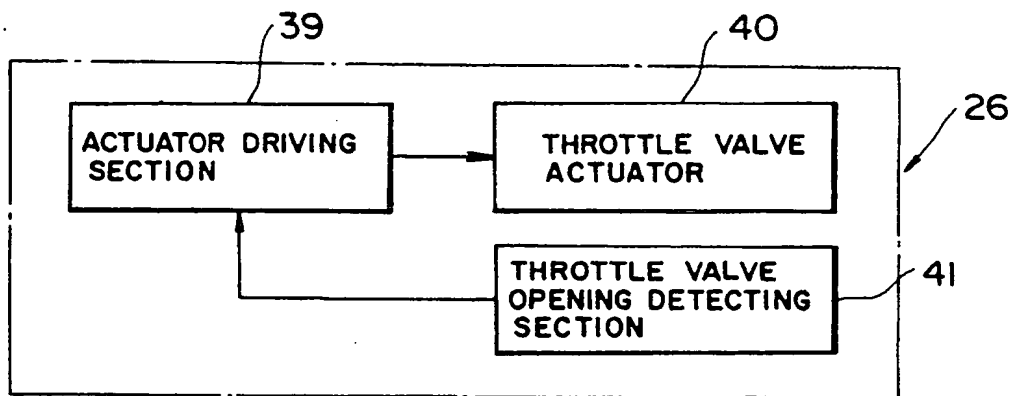 39
40
26
ACTUATOR DRIVING
SECTION
THROTTLE VALVE
ACTUATOR
THROTTLE VALVE
OPENING DETECTING
SECTION
41